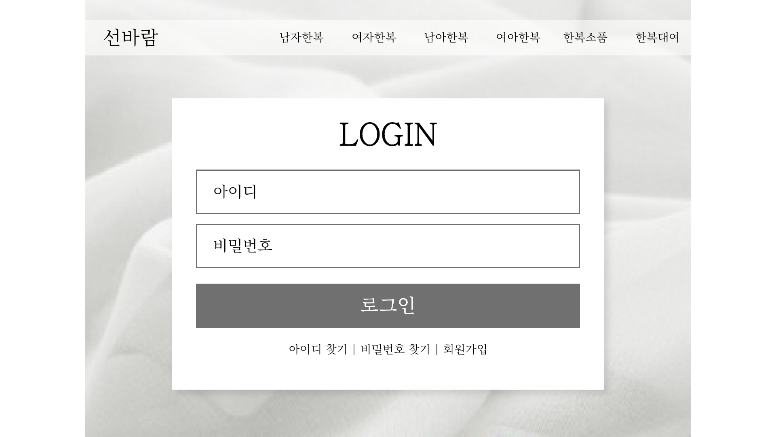 선바람 남자한복 여자한복 남아한복 여아한복 한복소품 한복대여
LOGIN
아이디
비밀번호
로그인
아이디 찾기 | 비밀번호 찾기 | 회원가입